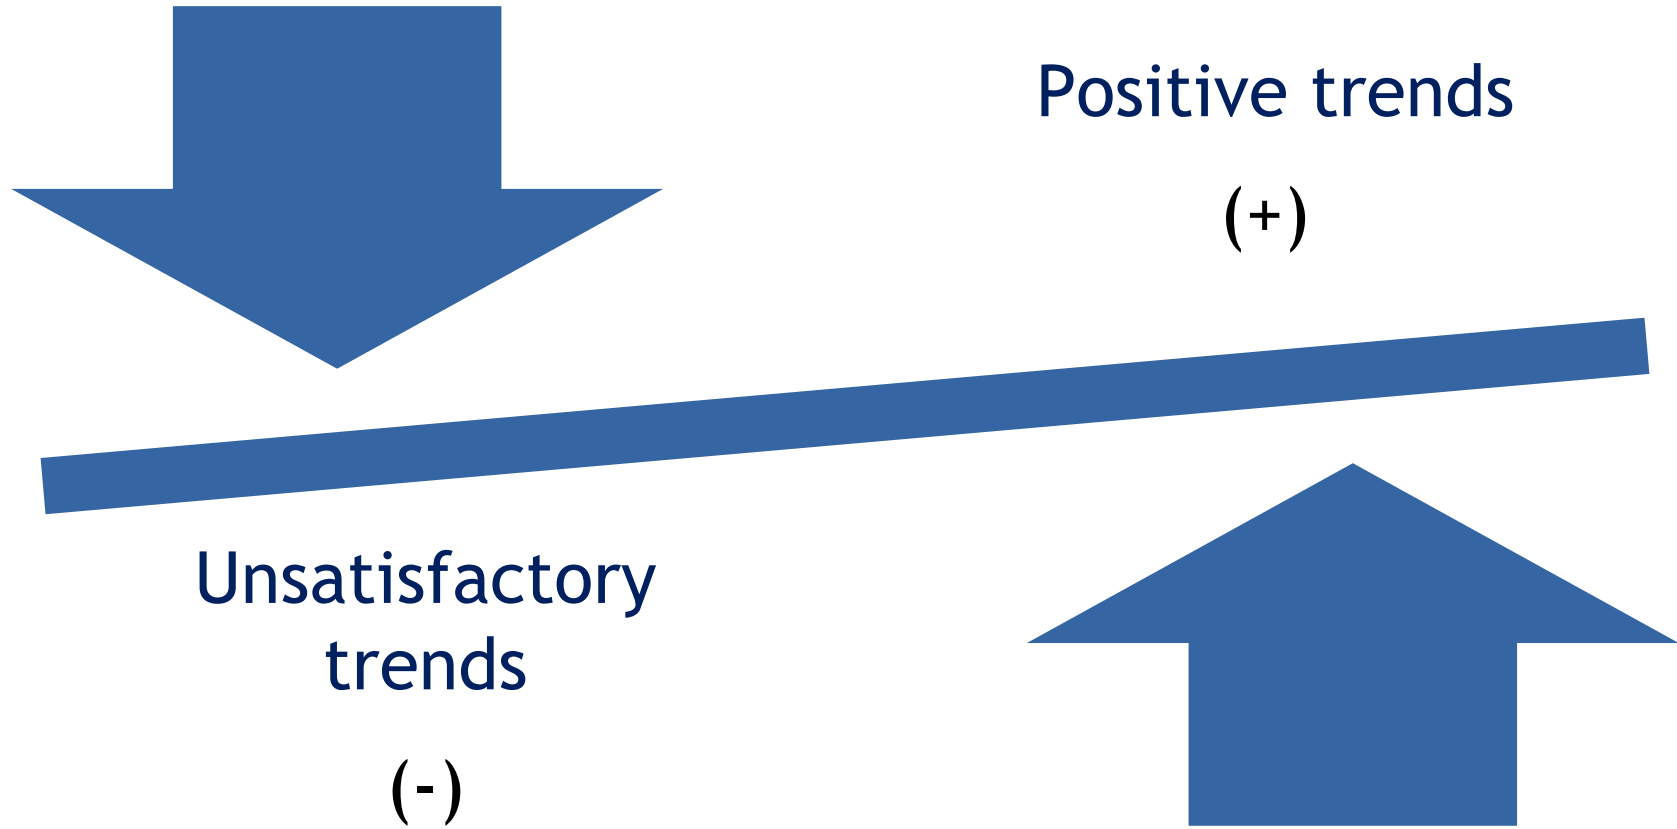 Positive trends
(+)
Unsatisfactory
trends
(-)